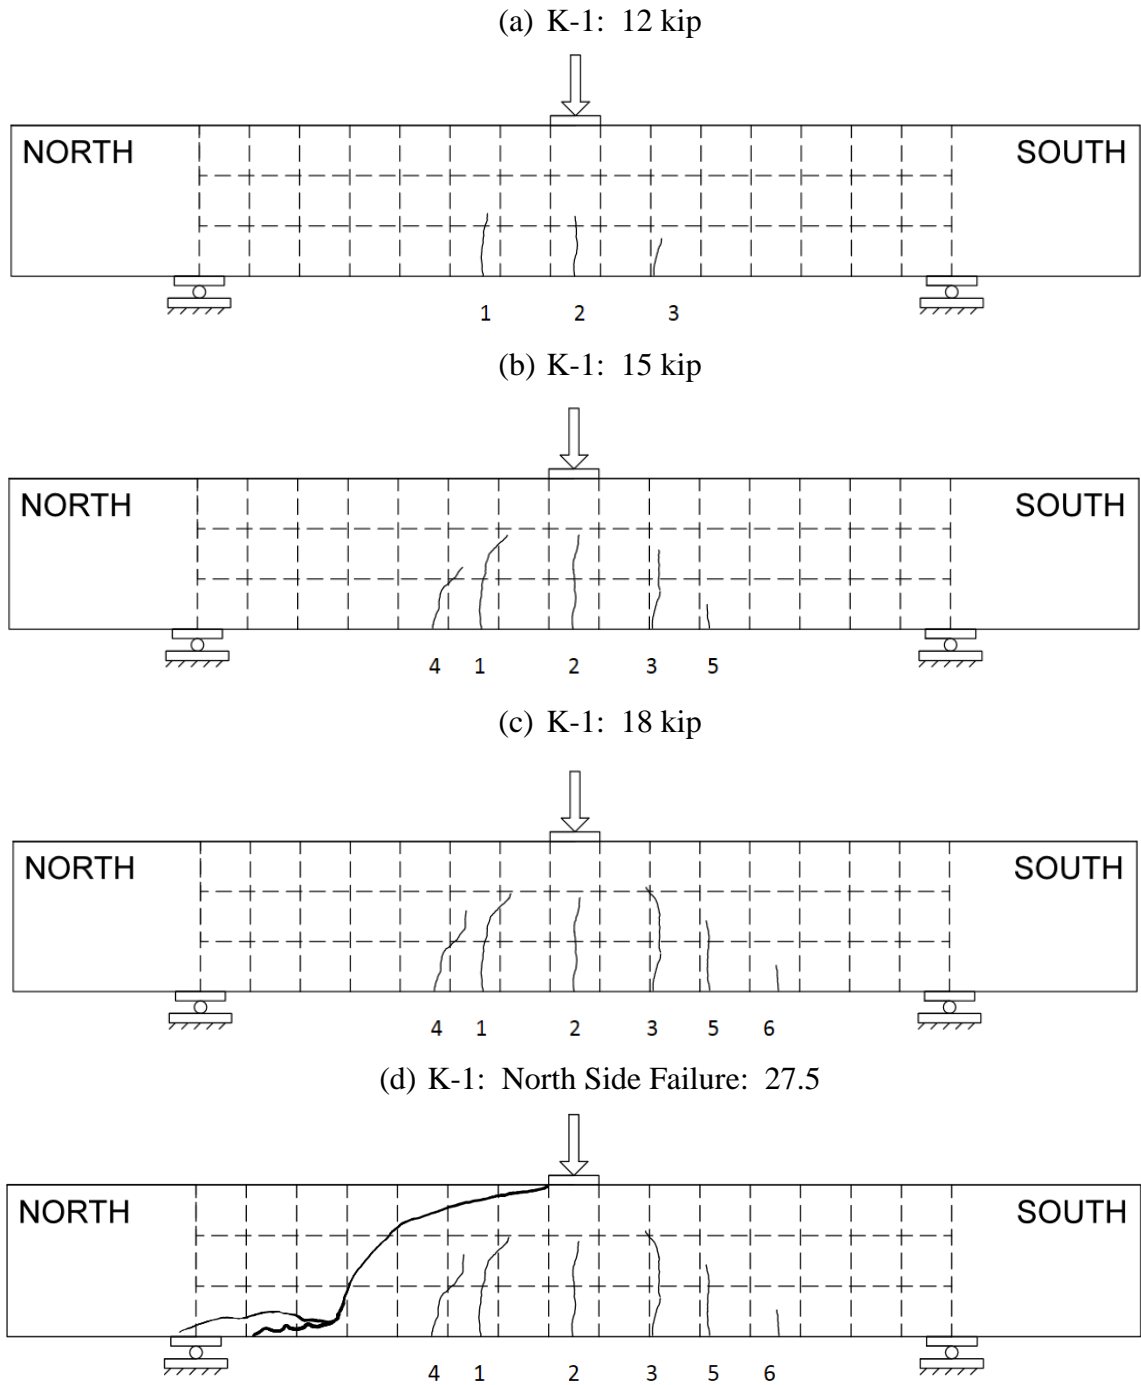 (a) K-1: 12 kip
NORTH SOUTH
1 2 3
(b) K-1: 15 kip
NORTH SOUTH
4 1 2 3 5
(c) K-1: 18 kip
NORTH SOUTH
4 1 2 3 5 6
(d) K-1: North Side Failure: 27.5
NORTH SOUTH
4 1 2 3 5 6